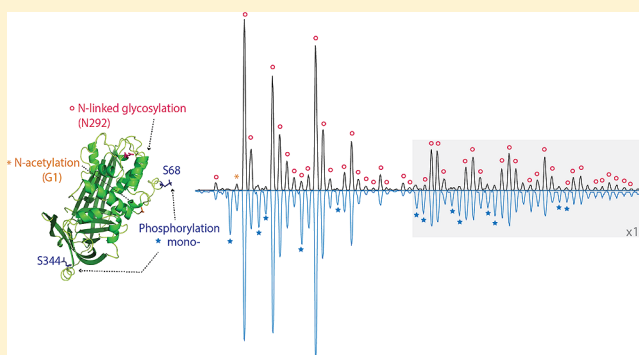 N-linked glycosylation
(N292)
* N-acetylation
(G1)
S68
Phosphorylation
mono-
S344
x1